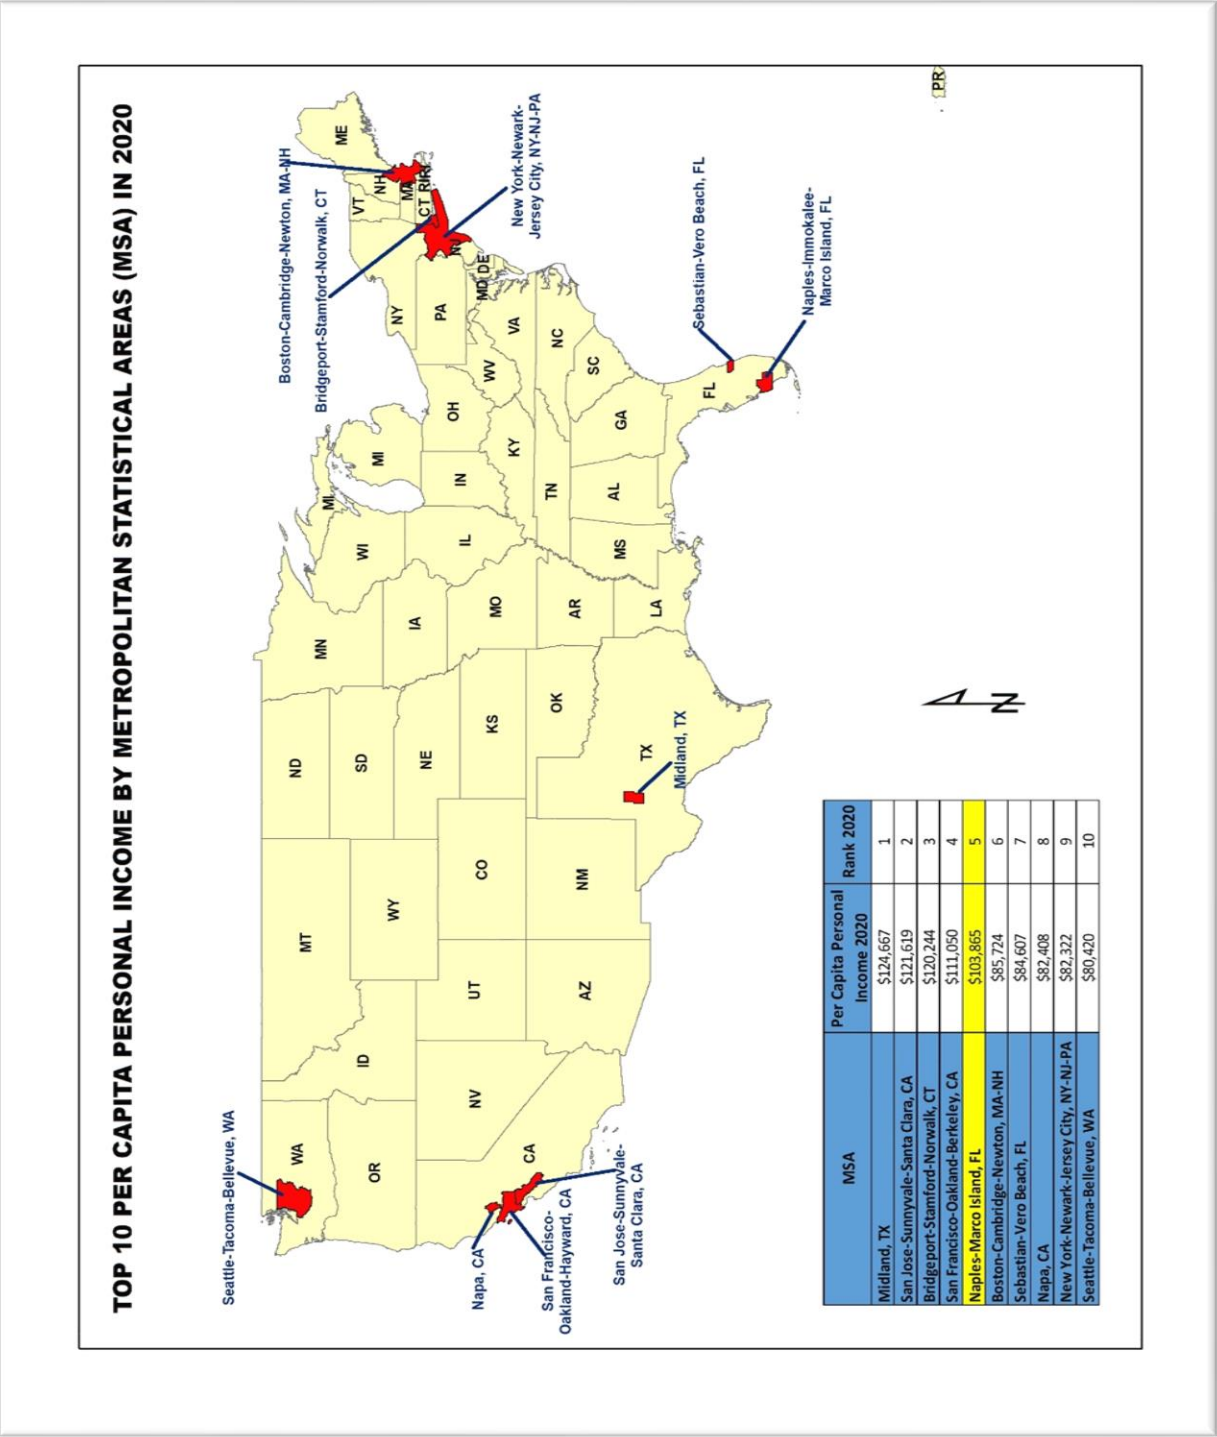 TOP 10 PER CAPITA PERSONAL INCOME BY METROPOLITAN STATISTICAL AREAS (MSA) IN 2020
Seattle-Tacoma-Bellevue, WA
Boston-Cambridge-Newton, MA-NH
Bridgeport-Stamford-Norwalk, CT
New York-Newark-
Jersey City, NY-NJ-PA
Napa, CA
San Francisco-
Oakland-Hayward, CA
San Jose-Sunnyvale-
Santa Clara, CA
Midland, TX
Sebastian-Vero Beach, FL
Naples-Immokalee-
Marco Island, FL
WA
OR
CA
ID
NV
MT
WY
UT
AZ
CO
NM
ND
SD
NE
KS
OK
TX
MN
IA
MO
AR
LA
WI
IL
MS
MI
MI
IN
KY
TN
AL
OH
GA
FL
WV
VA
NC
SC
PA
NY
MD
DE
NJ
VT
NH
MA
CT
RI
ME
PR
N
MSA Per Capita Personal Income 2020 Rank 2020
Midland, TX $124,667 1
San Jose-Sunnyvale-Santa Clara, CA $121,619 2
Bridgeport-Stamford-Norwalk, CT $120,244 3
San Francisco-Oakland-Berkeley, CA $111,050 4
Naples-Marco Island, FL $103,865 5
Boston-Cambridge-Newton, MA-NH $85,724 6
Sebastian-Vero Beach, FL $84,607 7
Napa, CA $82,408 8
New York-Newark-Jersey City, NY-NJ-PA $82,322 9
Seattle-Tacoma-Bellevue, WA $80,420 10